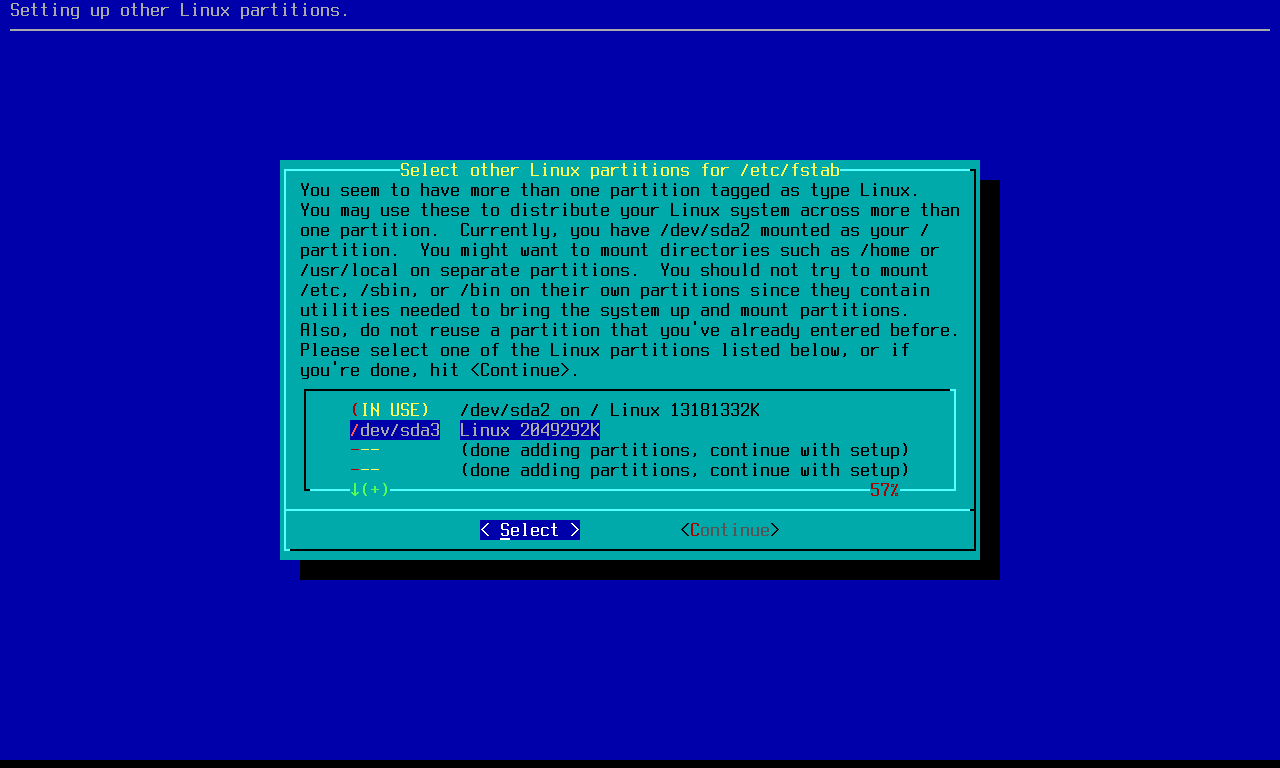 Setting up other Linux partitions.
Select other Linux partitions for /etc/fstab
You seem to have more than one partition tagged as type Linux.
You may use these to distribute your Linux system across more than
one partition.  Currently, you have /dev/sda2 mounted as your /
partition.  You might want to mount directories such as /home or
/usr/local on separate partitions.  You should not try to mount
/etc, /sbin, or /bin on their own partitions since they contain
utilities needed to bring the system up and mount partitions.
Also, do not reuse a partition that you've already entered before.
Please select one of the Linux partitions listed below, or if
you're done, hit <Continue>.
(IN USE)   /dev/sda2 on / Linux 13181332K
/dev/sda3  Linux 2049292K
---        (done adding partitions, continue with setup)
---        (done adding partitions, continue with setup)
↓(+) 57%
< Select > <Continue>